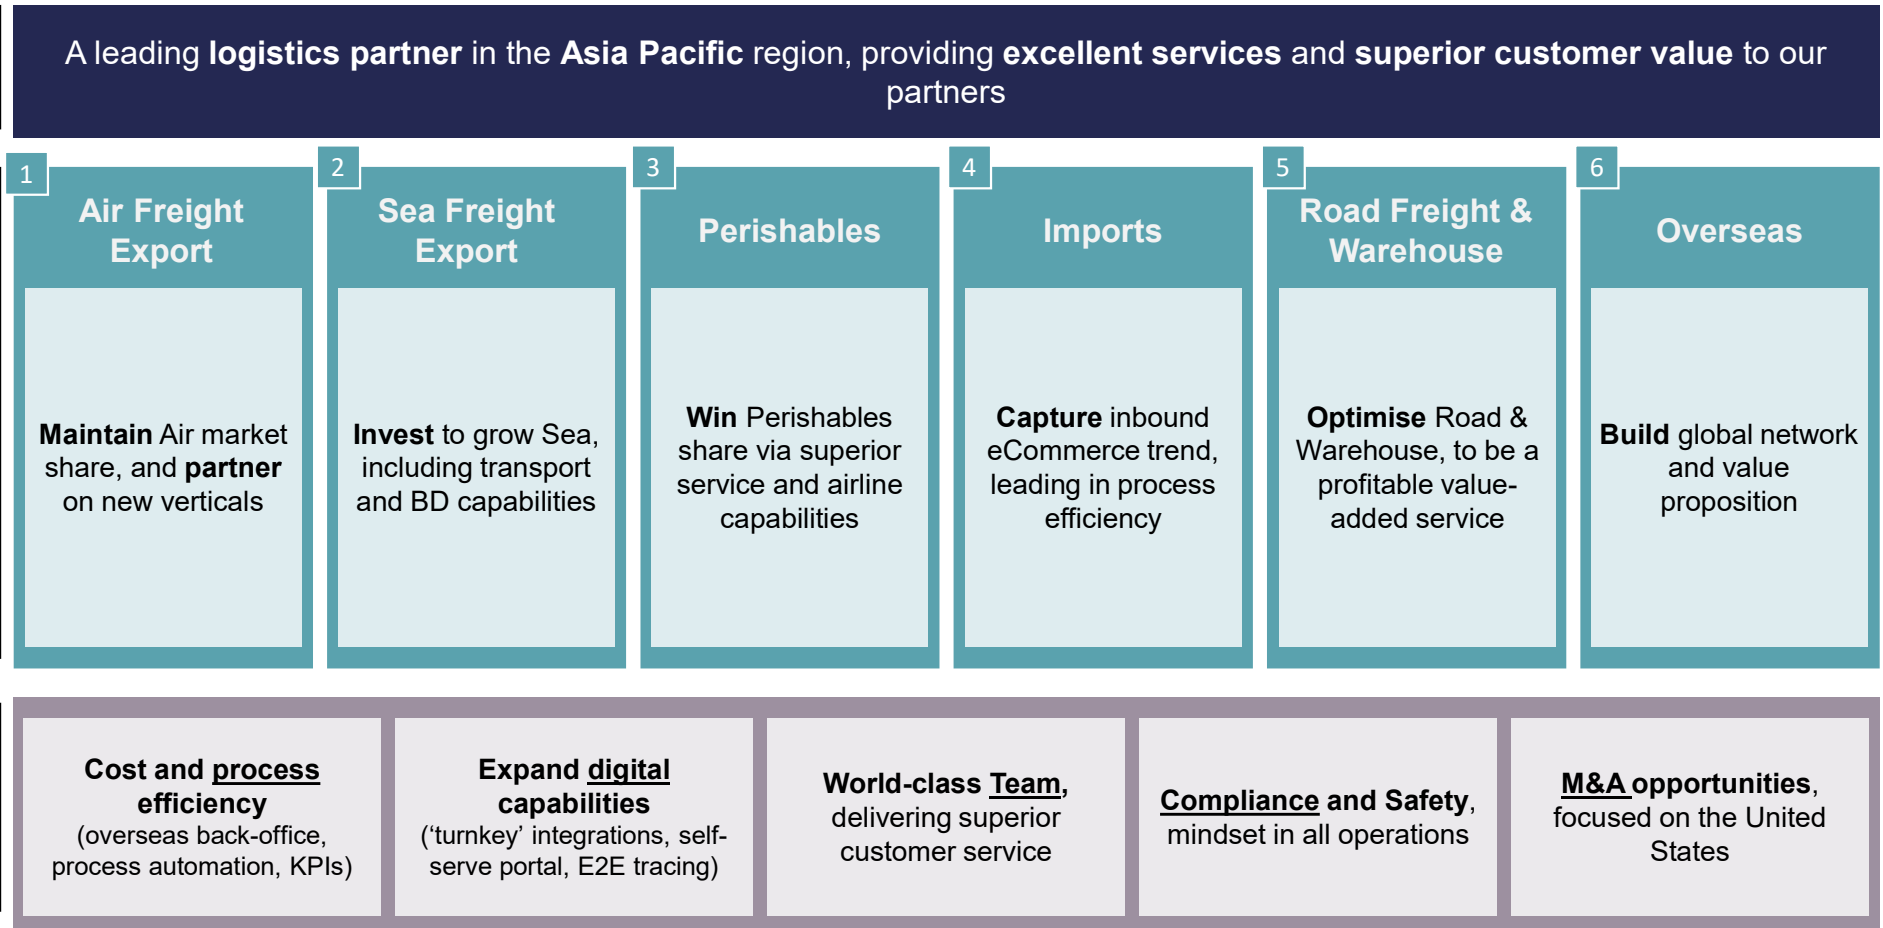 A leading logistics partner in the Asia Pacific region, providing excellent services and superior customer value to our
partners
1
Air Freight
Export
Maintain Air market
share, and partner
on new verticals
2
Sea Freight
Export
Invest to grow Sea,
including transport
and BD capabilities
3
Perishables
Win Perishables
share via superior
service and airline
capabilities
4
Imports
Capture inbound
eCommerce trend,
leading in process
efficiency
5
Road Freight &
Warehouse
Optimise Road &
Warehouse, to be a
profitable value-
added service
6
Overseas
Build global network
and value
proposition
Cost and process
efficiency
(overseas back-office,
process automation, KPIs)
Expand digital
capabilities
(‘turnkey’ integrations, self-
serve portal, E2E tracing)
World-class Team,
delivering superior
customer service
Compliance and Safety,
mindset in all operations
M&A opportunities,
focused on the United
States